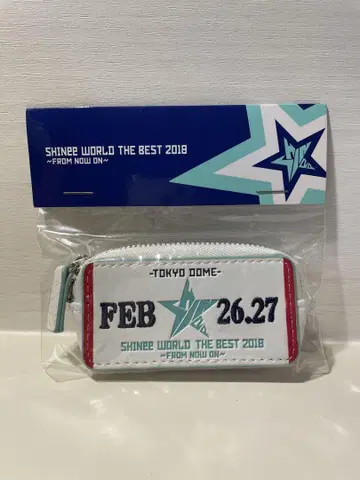 SHINee WORLD THE BEST 2018
~FROM NOW ON~
-TOKYO DOME-
FEB 26.27
SHINee WORLD THE BEST 2018
~FROM NOW ON~